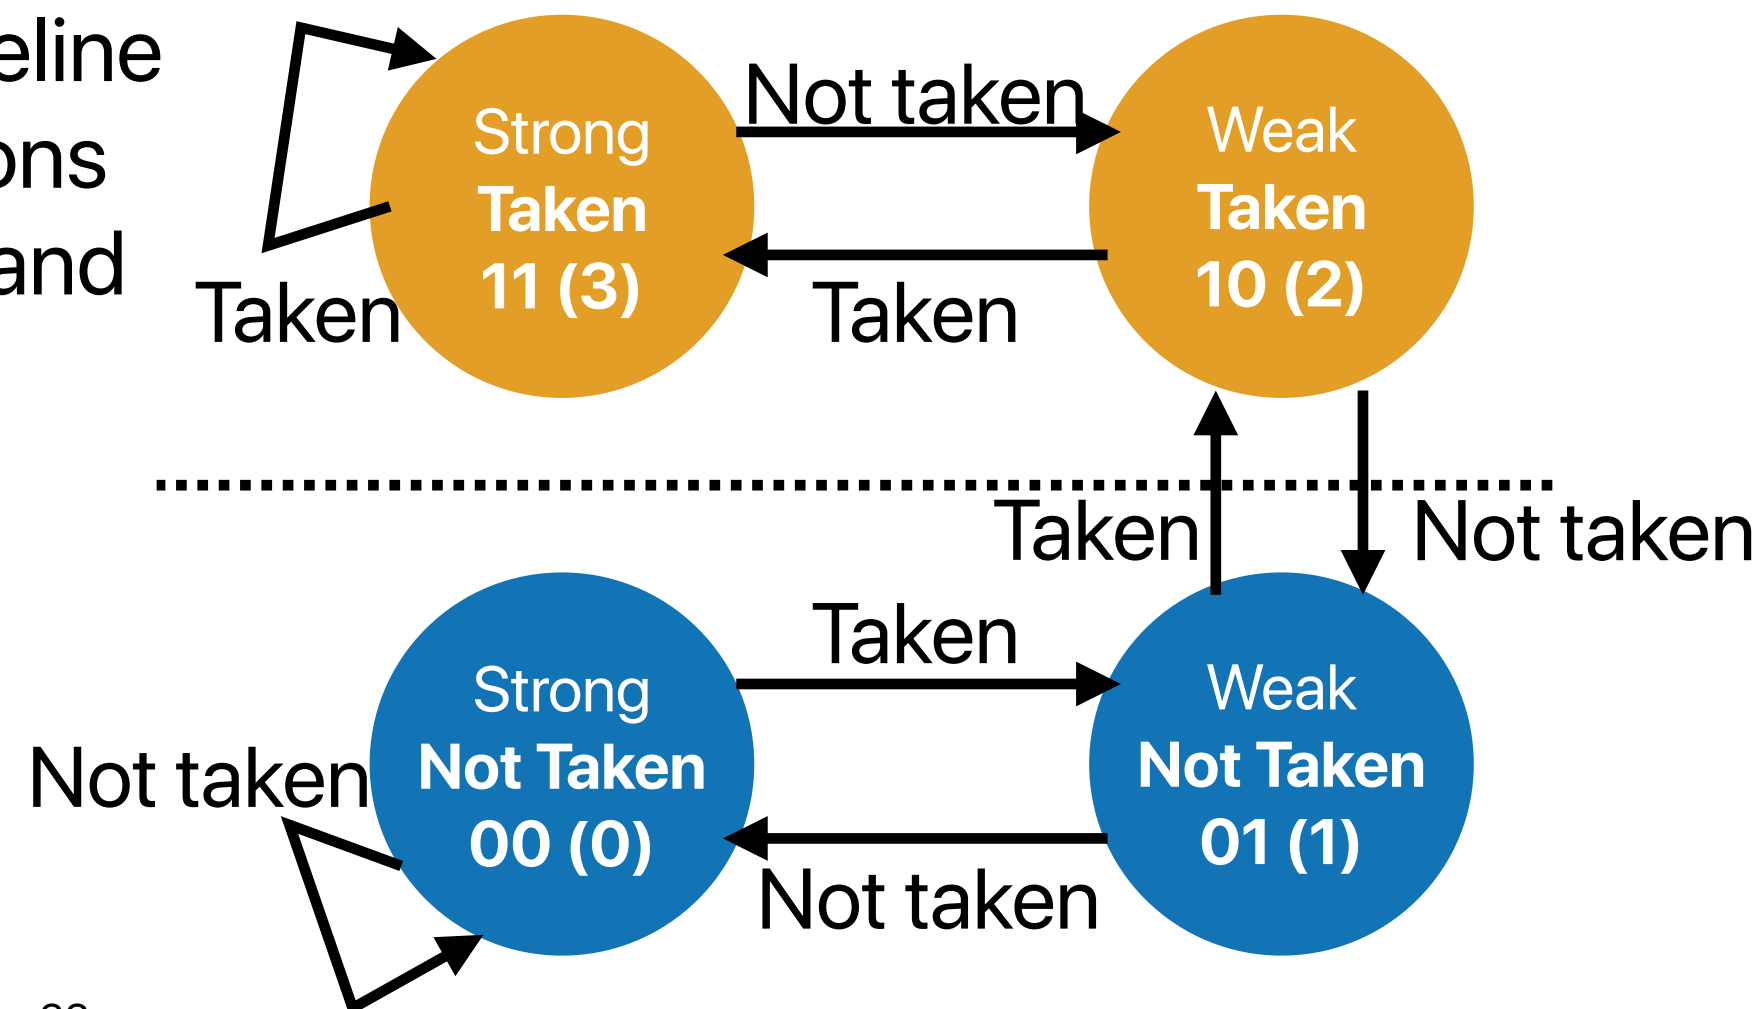 eline
ons
and
Strong
Taken
11 (3)
Not taken
Taken
Weak
Taken
10 (2)
Taken
Taken
Not taken
Strong
Not Taken
00 (0)
Taken
Not taken
Weak
Not Taken
01 (1)
Not taken